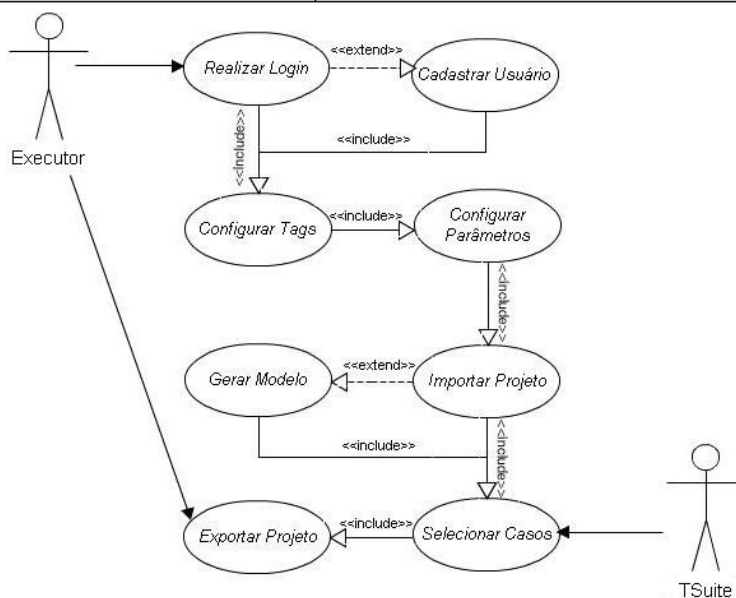 <<extend>>
Realizar Login
Cadastrar Usuário
<<include>>
<<include>>
Executor
Configurar Tags
<<include>>
Configurar
Parâmetros
<<include>>
Gerar Modelo
<<extend>>
Importar Projeto
<<include>>
<<include>>
Exportar Projeto
<<include>>
Selecionar Casos
TSuite